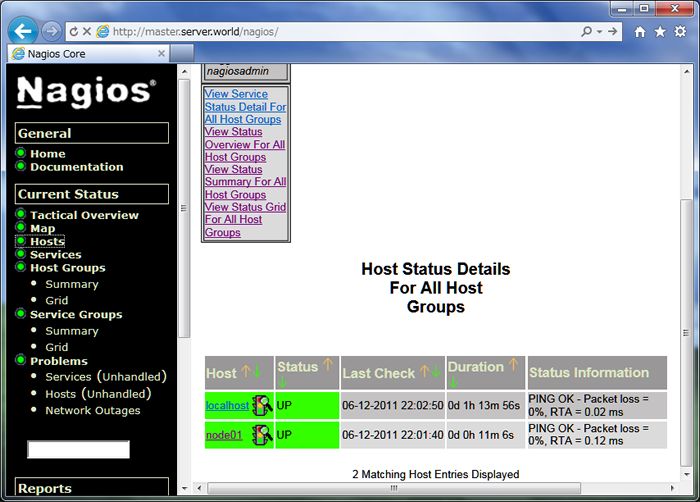 http://master.server.world/nagios/
Nagios Core
Nagios®
General
Home
Documentation
Current Status
Tactical Overview
Map
Hosts
Services
Host Groups
Summary
Grid
Service Groups
Summary
Grid
Problems
Services (Unhandled)
Hosts (Unhandled)
Network Outages
Reports
nagiosadmin
View Service
Status Detail For
All Host Groups
View Status
Overview For All
Host Groups
View Status
Summary For All
Host Groups
View Status Grid
For All Host
Groups
Host Status Details
For All Host
Groups
Host ↑↓ Status ↑↓ Last Check ↑↓ Duration ↑↓ Status Information
localhost UP 06-12-2011 22:02:50 0d 1h 13m 56s PING OK - Packet loss =
0%, RTA = 0.02 ms
node01 UP 06-12-2011 22:01:40 0d 0h 11m 6s PING OK - Packet loss =
0%, RTA = 0.12 ms
2 Matching Host Entries Displayed